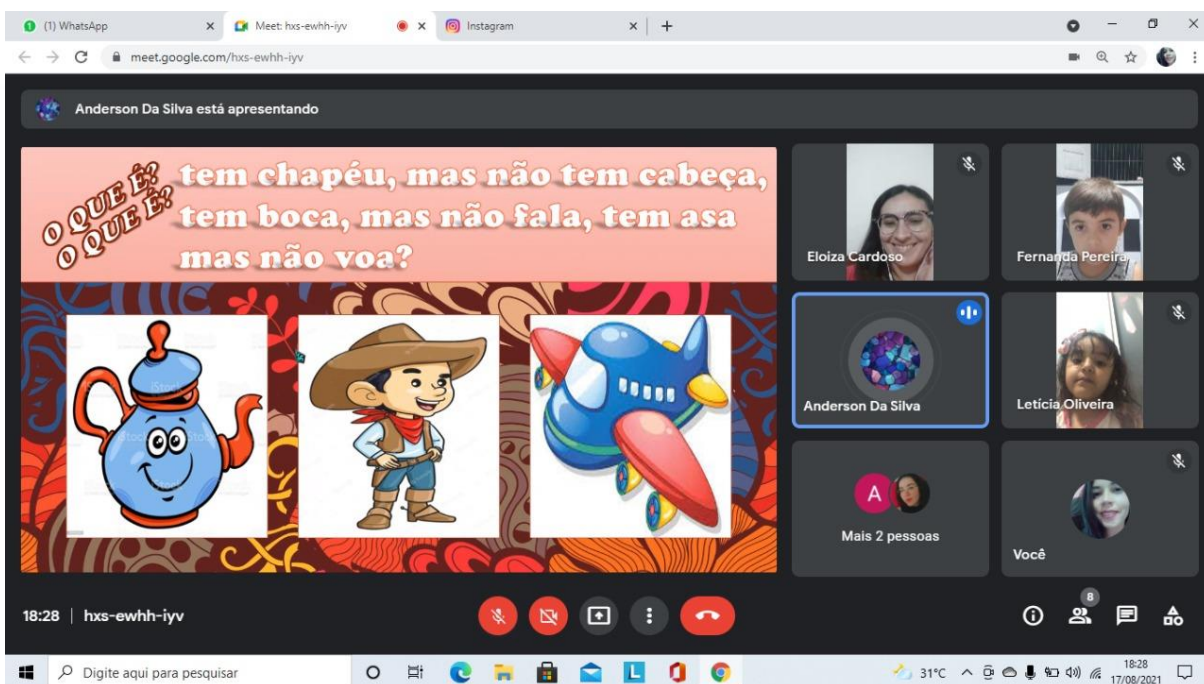 (1) WhatsApp
Meet: hxs-ewhh-iyv
Instagram
meet.google.com/hxs-ewhh-iyv
Anderson Da Silva está apresentando
O QUE É?
O QUE É?
tem chapéu, mas não tem cabeça,
tem boca, mas não fala, tem asa
mas não voa?
iStock
Eloiza Cardoso
Fernanda Pereira
Anderson Da Silva
Letícia Oliveira
A
Mais 2 pessoas
Você
18:28 | hxs-ewhh-iyv
8
Digite aqui para pesquisar
L
31°C
18:28
17/08/2021